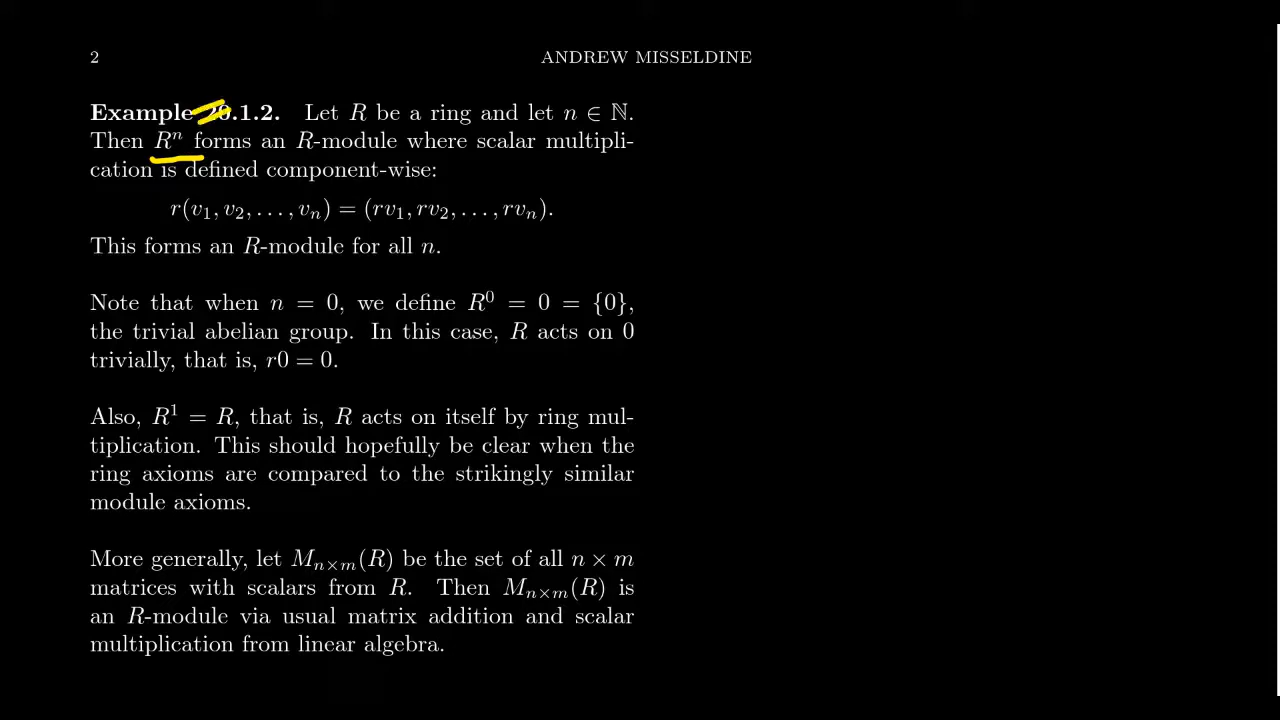 2 ANDREW MISSELDINE
Example 20.1.2. Let R be a ring and let n ∈ ℕ.
Then Rⁿ forms an R-module where scalar multipli-
cation is defined component-wise:
r(v₁, v₂, . . . , vₙ) = (rv₁, rv₂, . . . , rvₙ).
This forms an R-module for all n.
Note that when n = 0, we define R⁰ = 0 = {0},
the trivial abelian group. In this case, R acts on 0
trivially, that is, r0 = 0.
Also, R¹ = R, that is, R acts on itself by ring mul-
tiplication. This should hopefully be clear when the
ring axioms are compared to the strikingly similar
module axioms.
More generally, let Mₙ×ₘ(R) be the set of all n × m
matrices with scalars from R. Then Mₙ×ₘ(R) is
an R-module via usual matrix addition and scalar
multiplication from linear algebra.